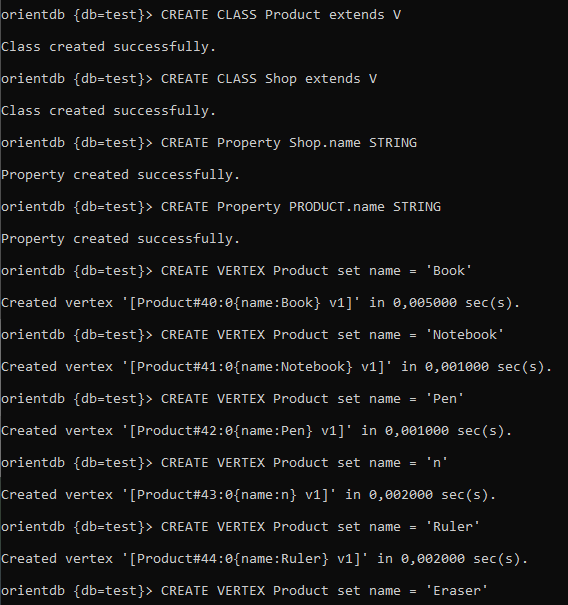 orientdb {db=test}> CREATE CLASS Product extends V
Class created successfully.
orientdb {db=test}> CREATE CLASS Shop extends V
Class created successfully.
orientdb {db=test}> CREATE Property Shop.name STRING
Property created successfully.
orientdb {db=test}> CREATE Property PRODUCT.name STRING
Property created successfully.
orientdb {db=test}> CREATE VERTEX Product set name = 'Book'
Created vertex '[Product#40:0{name:Book} v1]' in 0,005000 sec(s).
orientdb {db=test}> CREATE VERTEX Product set name = 'Notebook'
Created vertex '[Product#41:0{name:Notebook} v1]' in 0,001000 sec(s).
orientdb {db=test}> CREATE VERTEX Product set name = 'Pen'
Created vertex '[Product#42:0{name:Pen} v1]' in 0,001000 sec(s).
orientdb {db=test}> CREATE VERTEX Product set name = 'n'
Created vertex '[Product#43:0{name:n} v1]' in 0,002000 sec(s).
orientdb {db=test}> CREATE VERTEX Product set name = 'Ruler'
Created vertex '[Product#44:0{name:Ruler} v1]' in 0,002000 sec(s).
orientdb {db=test}> CREATE VERTEX Product set name = 'Eraser'